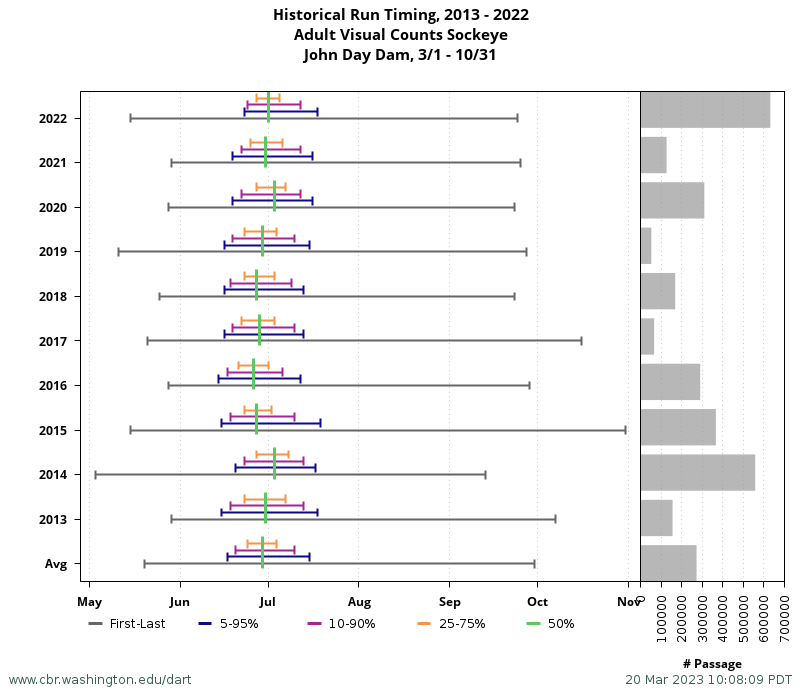 Historical Run Timing, 2013 - 2022
Adult Visual Counts Sockeye
John Day Dam, 3/1 - 10/31
2022
2021
2020
2019
2018
2017
2016
2015
2014
2013
Avg
May Jun Jul Aug Sep Oct Nov
0 100000 200000 300000 400000 500000 600000 700000
First-Last 5-95% 10-90% 25-75% 50%
# Passage
www.cbr.washington.edu/dart
20 Mar 2023 10:08:09 PDT